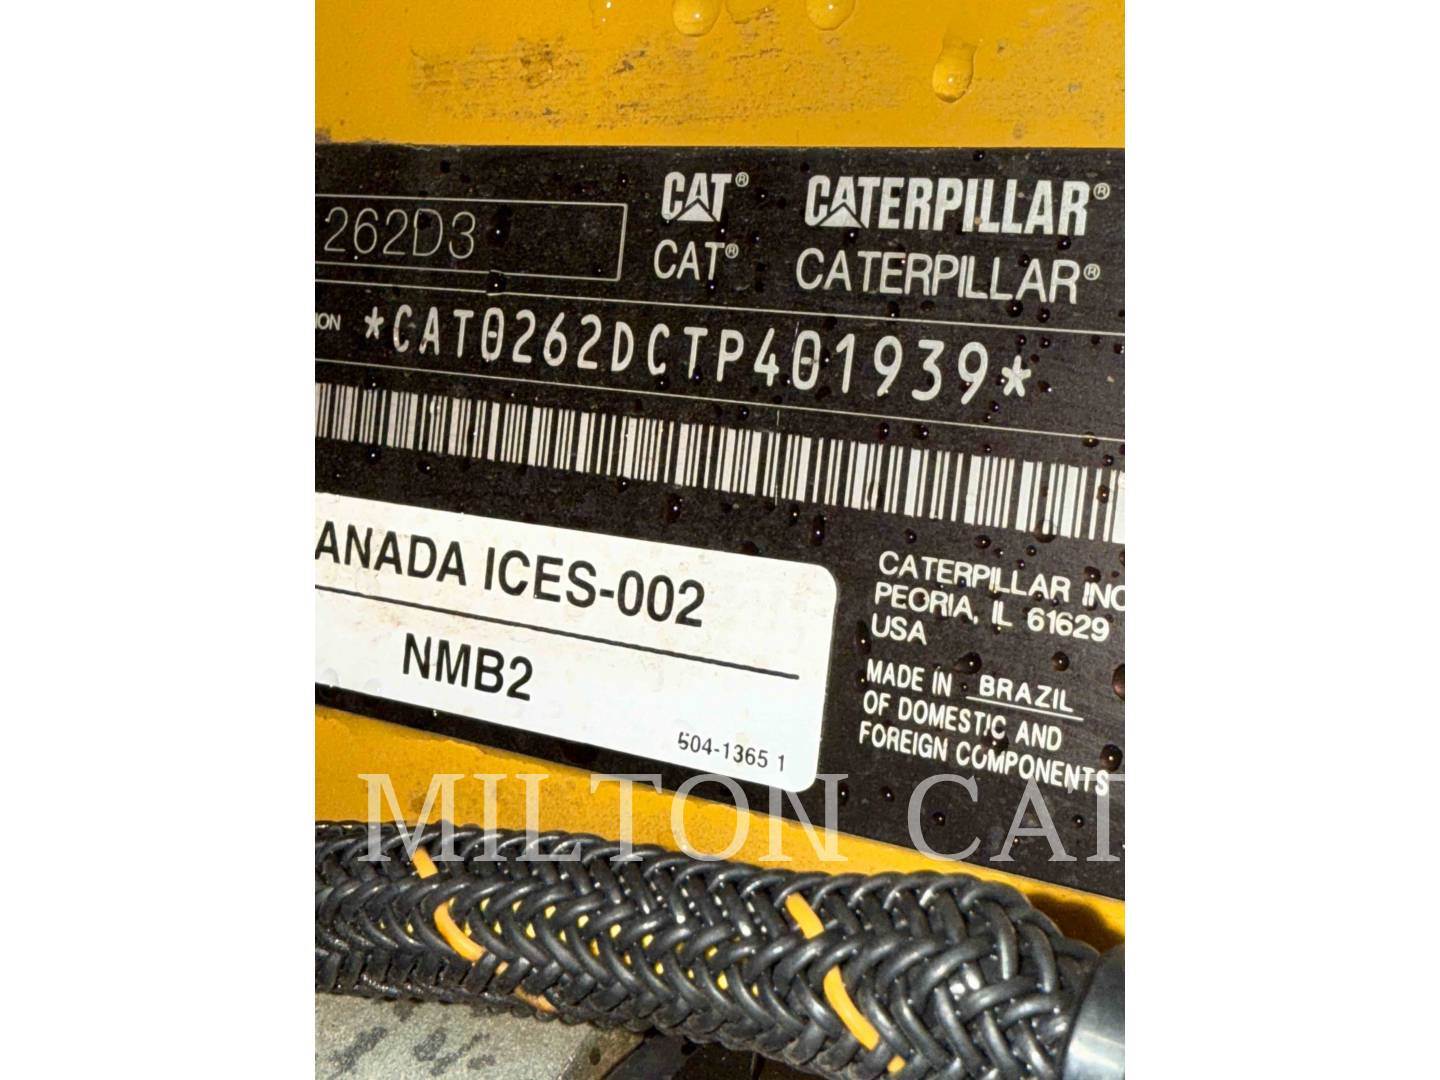 262D3
CAT® CATERPILLAR®
CAT® CATERPILLAR®
ION *CAT0262DCTP401939*
ANADA ICES-002
NMB2
504-1365 1
CATERPILLAR INC
PEORIA, IL 61629
USA
MADE IN BRAZIL
OF DOMESTIC AND
FOREIGN COMPONENTS
MILTON CAT